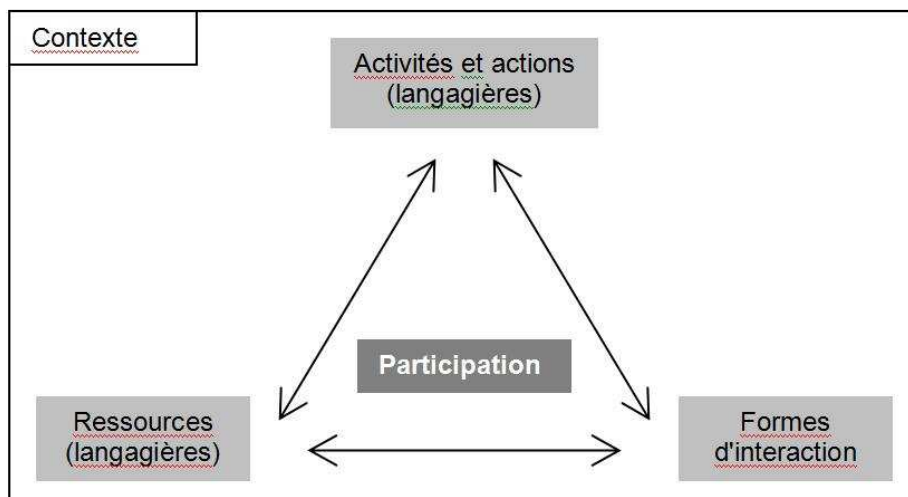 Contexte
Activités et actions
(langagières)
Participation
Ressources
(langagières)
Formes
d'interaction